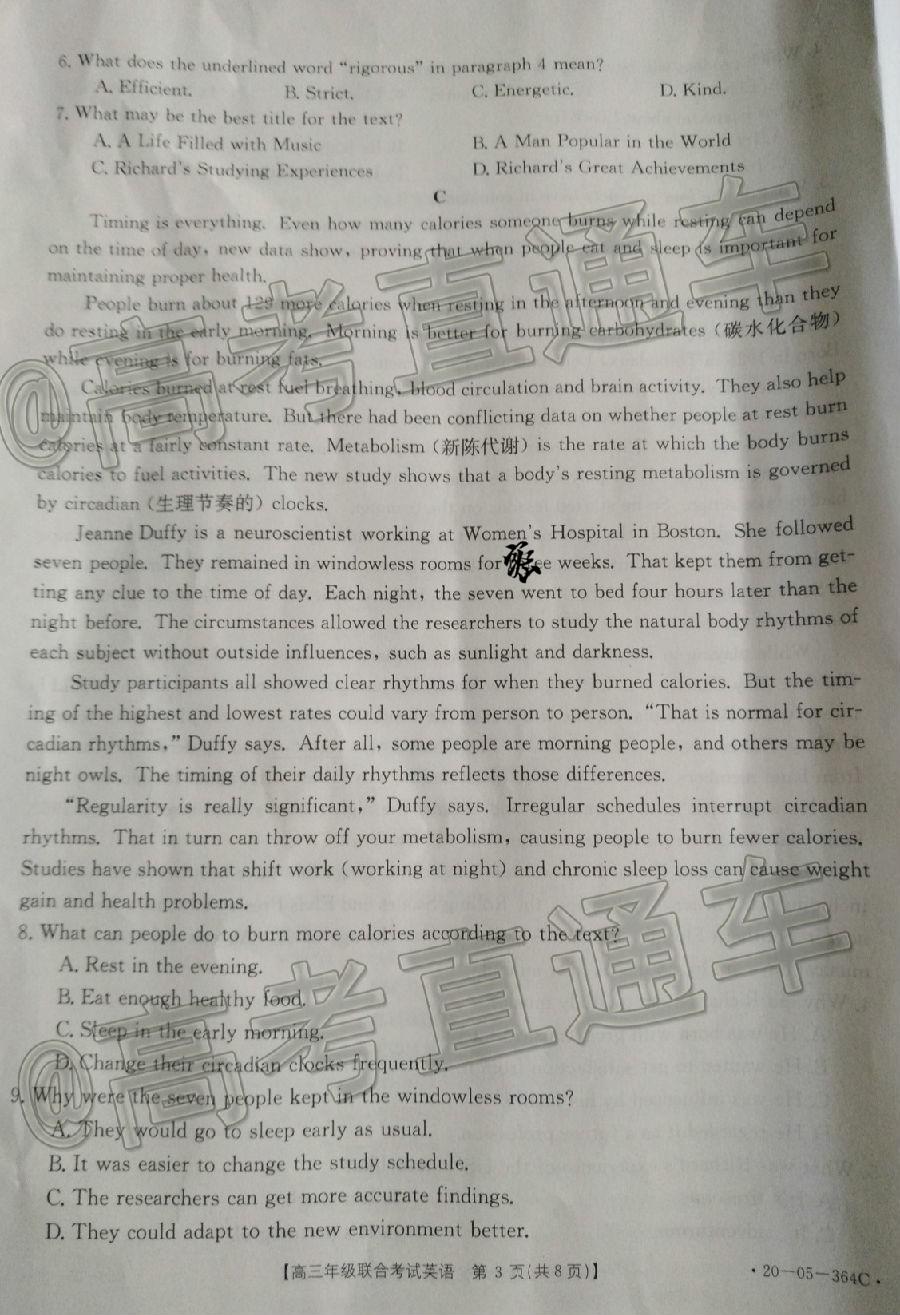 6. What does the underlined word “rigorous” in paragraph 4 mean?
A. Efficient. B. Strict. C. Energetic. D. Kind.
7. What may be the best title for the text?
A. A Life Filled with Music B. A Man Popular in the World
C. Richard's Studying Experiences D. Richard's Great Achievements
C
Timing is everything. Even how many calories someone burns while resting can depend
on the time of day, new data show, proving that when people eat and sleep is important for
maintaining proper health.
People burn about 129 more calories when resting in the afternoon and evening than they
do resting in the early morning. Morning is better for burning carbohydrates (碳水化合物)
while evening is for burning fats.
Calories burned at rest fuel breathing, blood circulation and brain activity. They also help
maintain body temperature. But there had been conflicting data on whether people at rest burn
calories at a fairly constant rate. Metabolism (新陈代谢) is the rate at which the body burns
calories to fuel activities. The new study shows that a body's resting metabolism is governed
by circadian (生理节奏的) clocks.
Jeanne Duffy is a neuroscientist working at Women's Hospital in Boston. She followed
seven people. They remained in windowless rooms for ee weeks. That kept them from get-
ting any clue to the time of day. Each night, the seven went to bed four hours later than the
night before. The circumstances allowed the researchers to study the natural body rhythms of
each subject without outside influences, such as sunlight and darkness.
Study participants all showed clear rhythms for when they burned calories. But the tim-
ing of the highest and lowest rates could vary from person to person. “That is normal for cir-
cadian rhythms,” Duffy says. After all, some people are morning people, and others may be
night owls. The timing of their daily rhythms reflects those differences.
“Regularity is really significant,” Duffy says. Irregular schedules interrupt circadian
rhythms. That in turn can throw off your metabolism, causing people to burn fewer calories.
Studies have shown that shift work (working at night) and chronic sleep loss can cause weight
gain and health problems.
8. What can people do to burn more calories according to the text?
A. Rest in the evening.
B. Eat enough healthy food.
C. Sleep in the early morning.
D. Change their circadian clocks frequently.
9. Why were the seven people kept in the windowless rooms?
A. They would go to sleep early as usual.
B. It was easier to change the study schedule.
C. The researchers can get more accurate findings.
D. They could adapt to the new environment better.
【高三年级联合考试英语 第 3 页(共 8 页)】 ·20-05-364C·
@高考直通车
@高考直通车